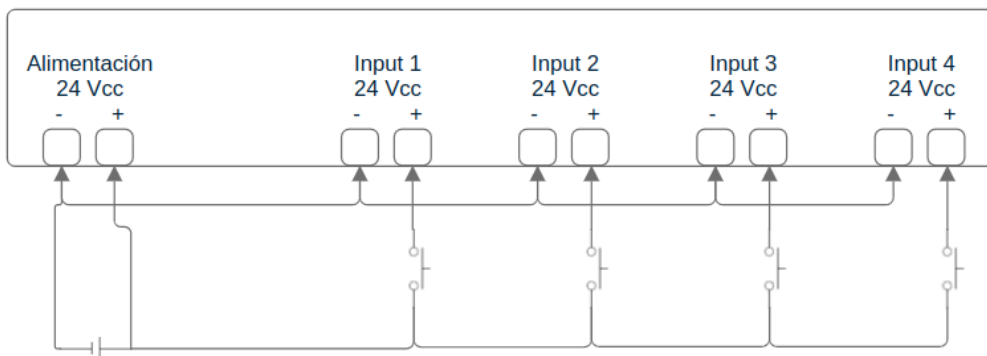 Alimentación
24 Vcc
- +
Input 1
24 Vcc
- +
Input 2
24 Vcc
- +
Input 3
24 Vcc
- +
Input 4
24 Vcc
- +